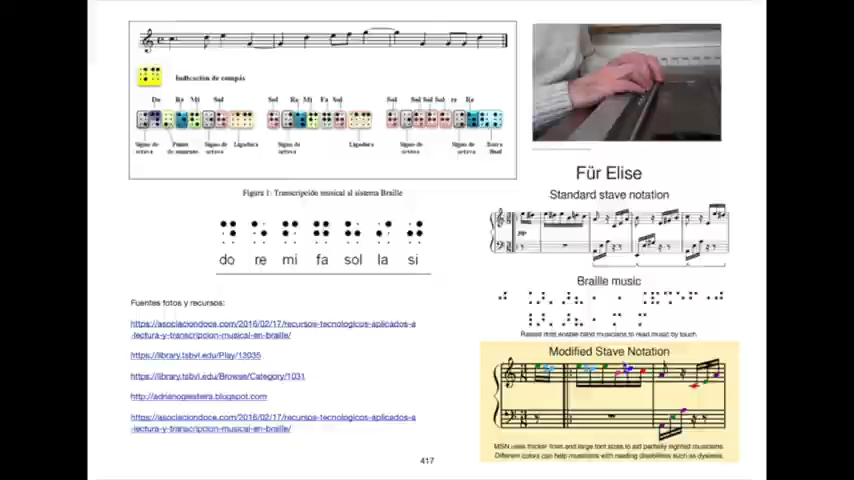 Indicación de compás
Do Re Mi Sol Sol Re Mi Fa Sol Sol Sol Sol Sol Sol re Re
Signo de octava Punto de aumento Signo de octava Ligadura Signo de octava Ligadura Signo de octava Signo de octava Barra final
Figura 1: Transcripción musical al sistema Braille
do re mi fa sol la si
Fuentes fotos y recursos:
https://asociaciondoce.com/2016/02/17/recursos-tecnologicos-aplicados-a
-lectura-y-transcripcion-musical-en-braille/
https://library.tsbvi.edu/Play/13035
https://library.tsbvi.edu/Browse/Category/1031
https://asociaciondoce.com/2016/02/17/recursos-tecnologicos-aplicados-a
-lectura-y-transcripcion-musical-en-braille/
Für Elise
Standard stave notation
pp
Braille music
Raised dots enable blind musicians to read music by touch.
Modified Stave Notation
MSN uses thicker lines and large font sizes to aid partially sighted musicians.
Different colors can help musicians with reading disabilities such as dyslexia.
417